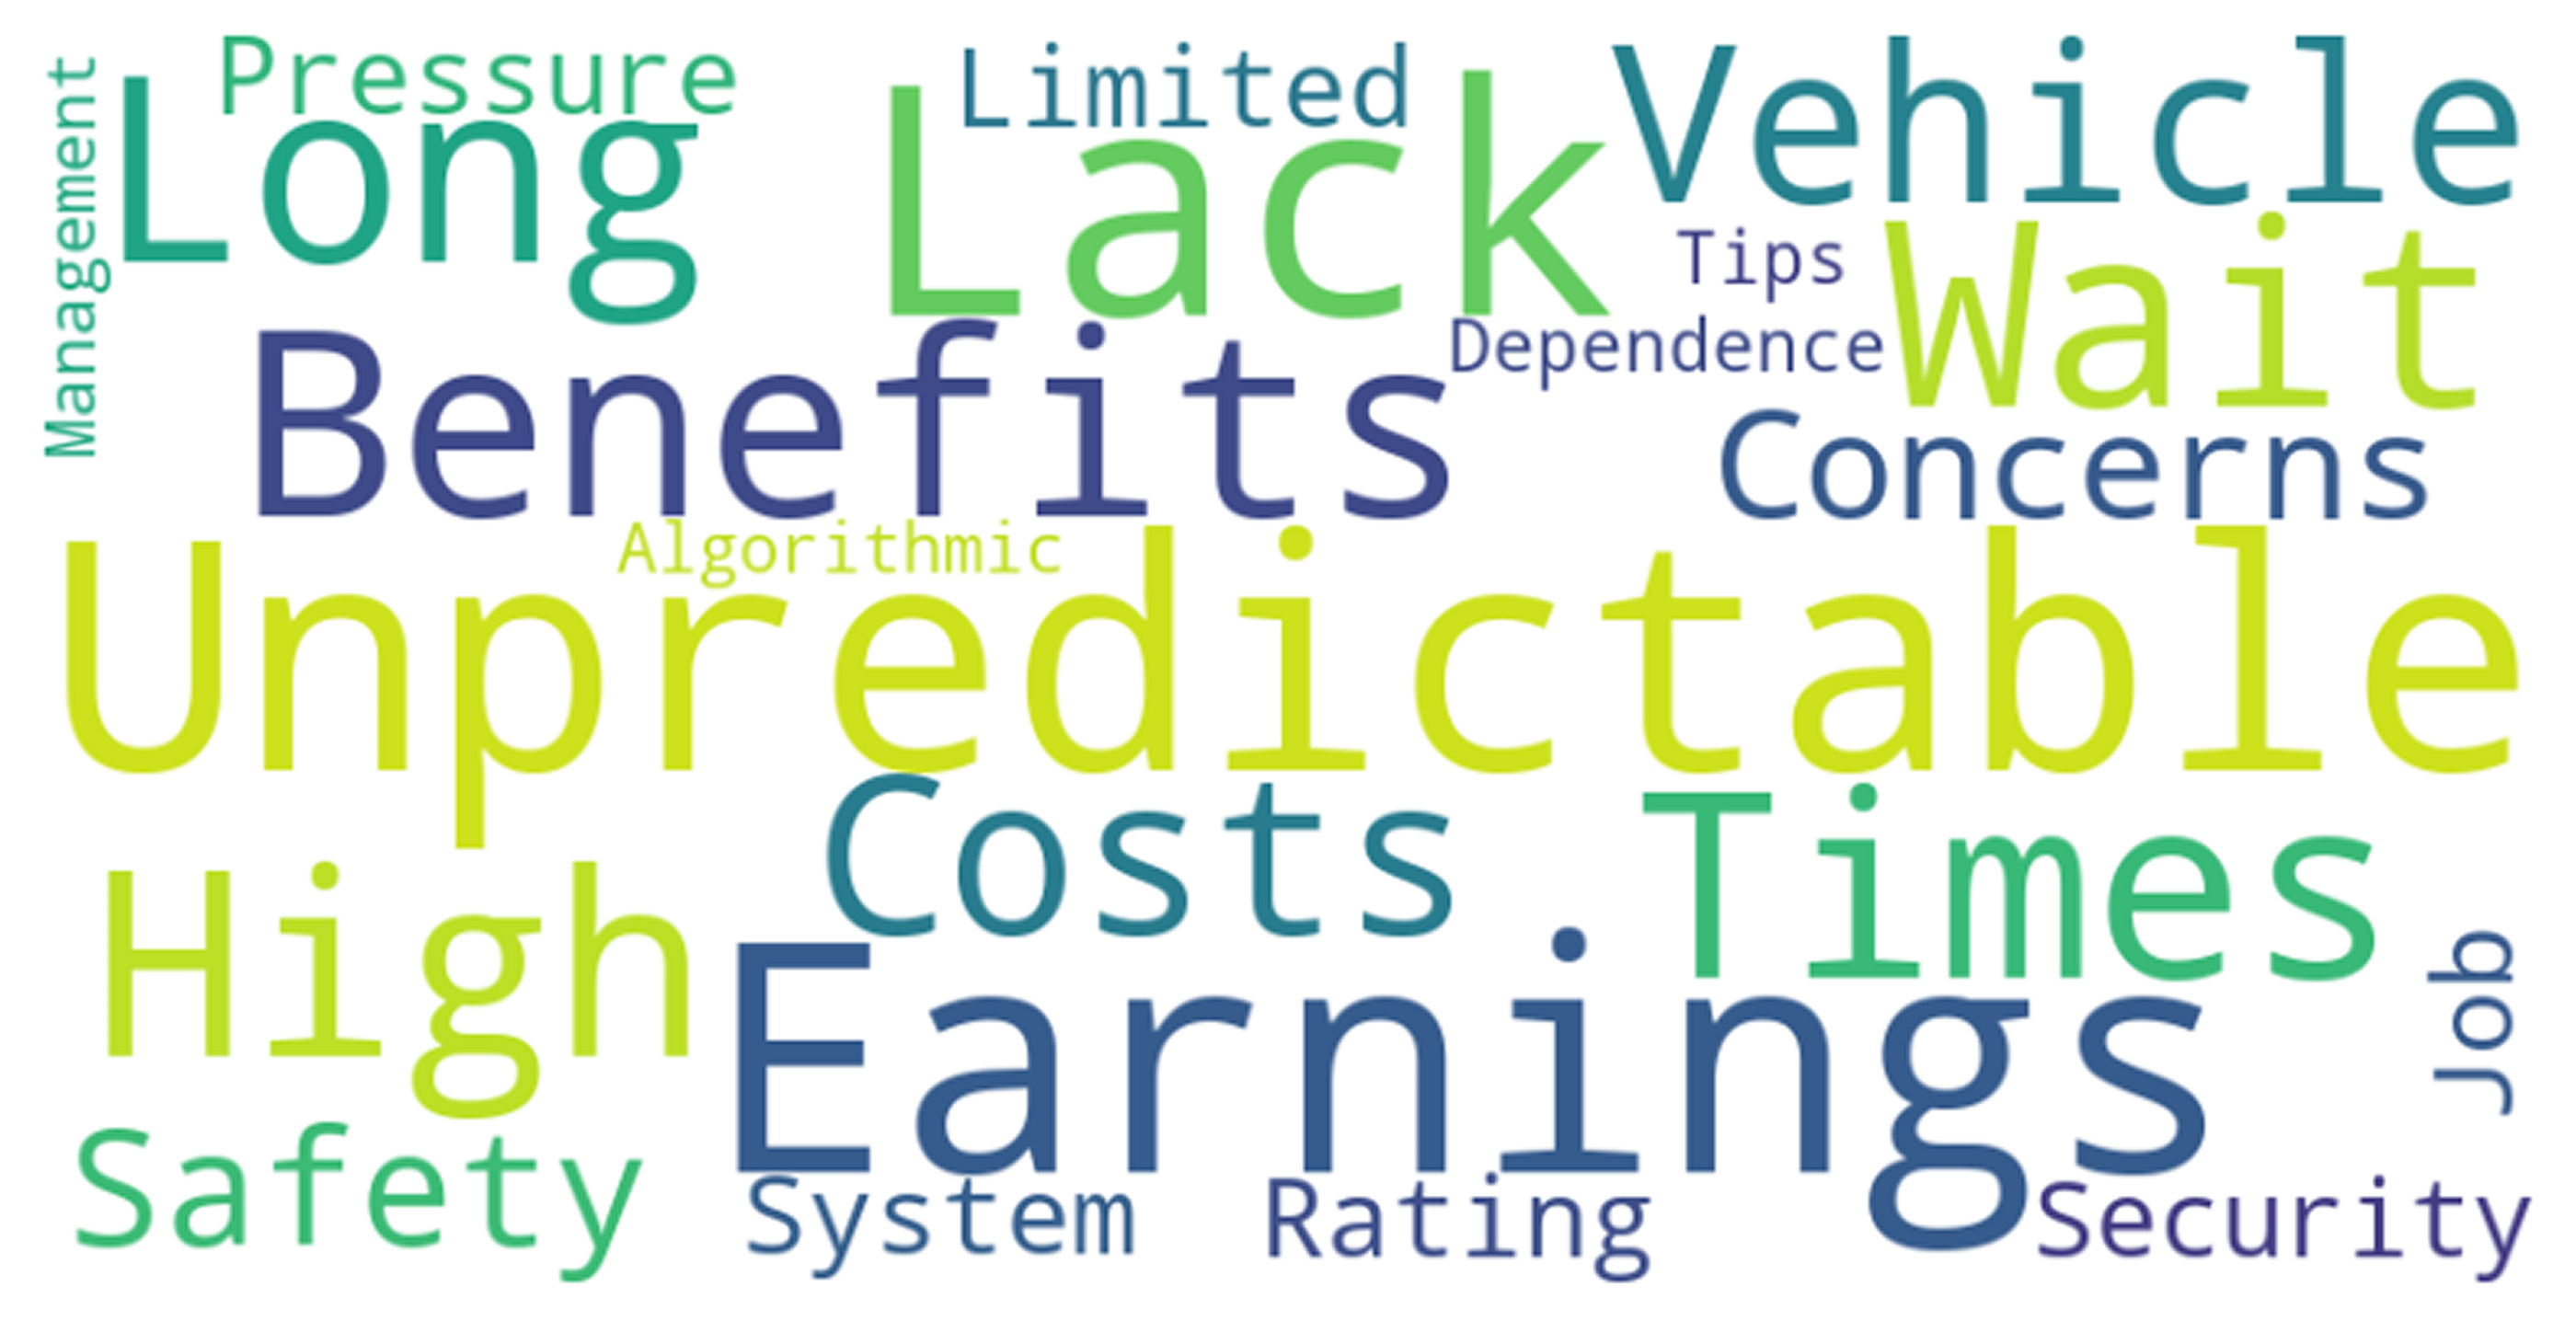 Management
Pressure
Long
Limited
Lack
Vehicle
Tips
Wait
Dependence
Benefits
Concerns
Algorithmic
Unpredictable
Costs
Times
High
Earnings
Job
Safety
System
Rating
Security